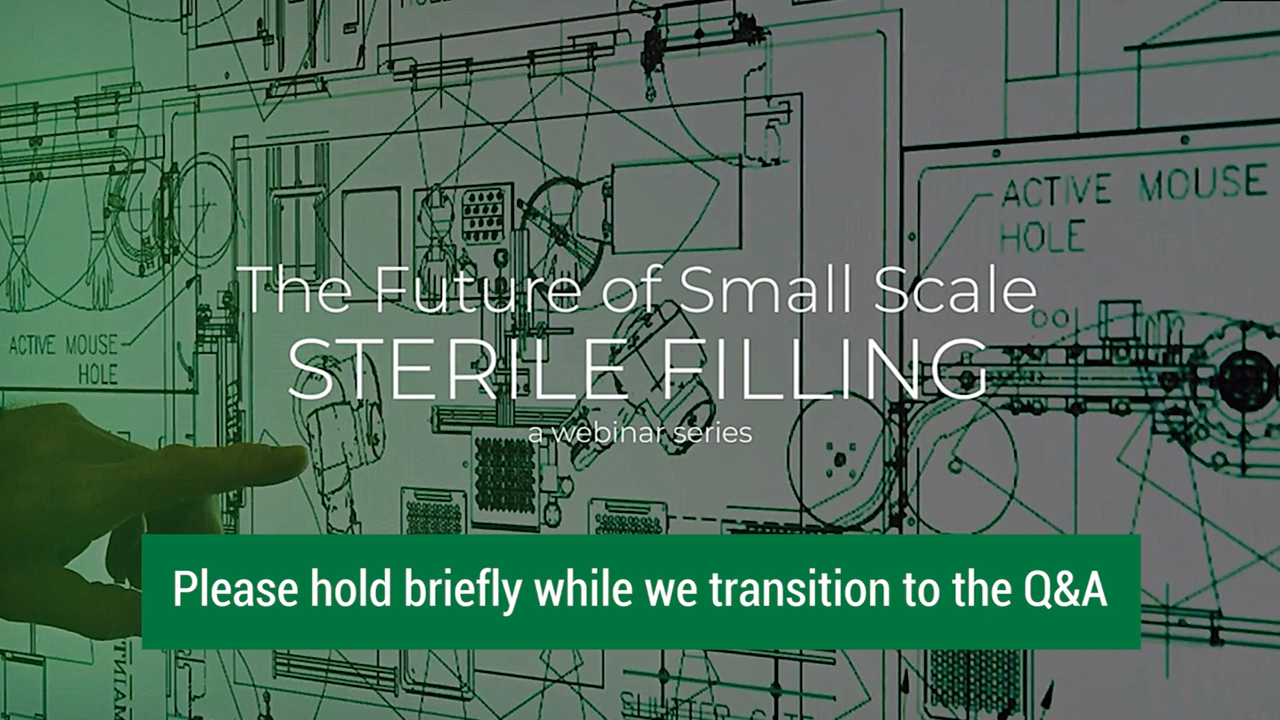 ACTIVE MOUSE
HOLE
The Future of Small Scale
STERILE FILLING
a webinar series
ACTIVE MOUSE
HOLE
Please hold briefly while we transition to the Q&A